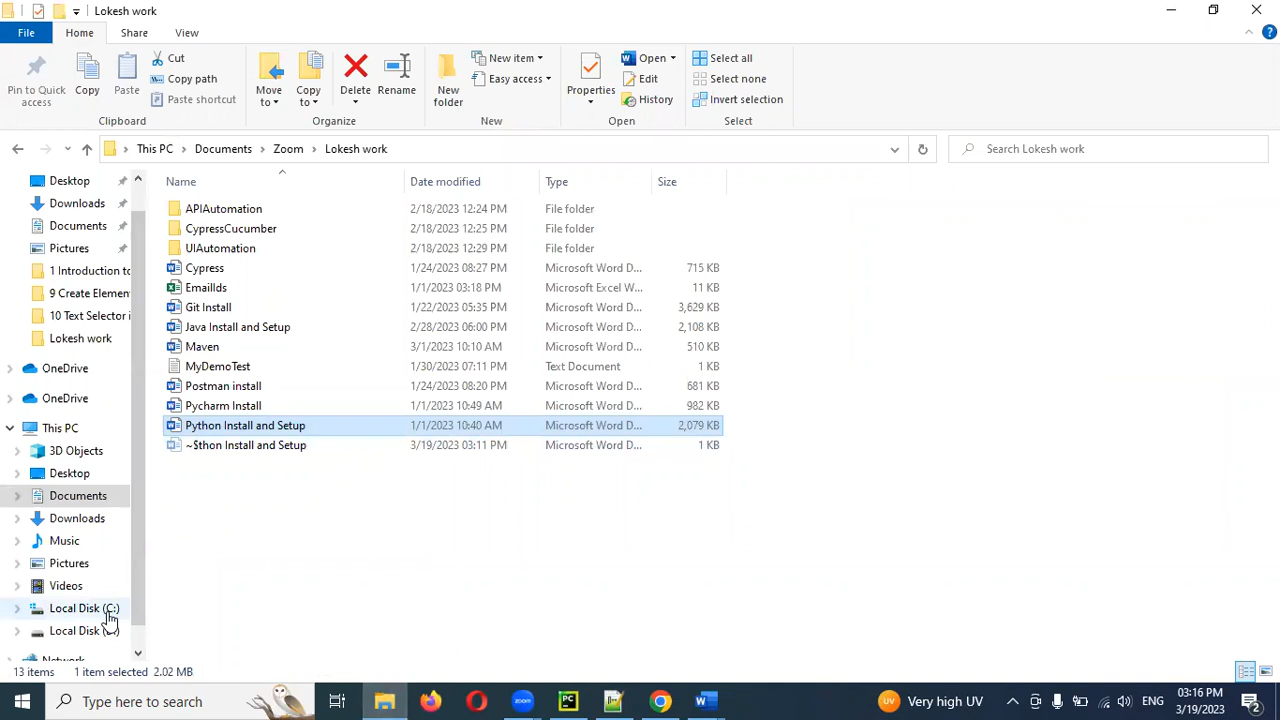 Lokesh work
File Home Share View
Pin to Quick access
Copy
Paste
Cut
Copy path
Paste shortcut
Clipboard
Move to
Copy to
Delete
Rename
Organize
New folder
New item
Easy access
New
Properties
Open
Edit
History
Open
Select all
Select none
Invert selection
Select
This PC > Documents > Zoom > Lokesh work
Search Lokesh work
Name Date modified Type Size
APIAutomation 2/18/2023 12:24 PM File folder
CypressCucumber 2/18/2023 12:25 PM File folder
UIAutomation 2/18/2023 12:29 PM File folder
Cypress 1/24/2023 08:27 PM Microsoft Word D... 715 KB
EmailIds 1/1/2023 03:18 PM Microsoft Excel W... 11 KB
Git Install 1/22/2023 05:35 PM Microsoft Word D... 3,629 KB
Java Install and Setup 2/28/2023 06:00 PM Microsoft Word D... 2,108 KB
Maven 3/1/2023 10:10 AM Microsoft Word D... 510 KB
MyDemoTest 1/30/2023 07:11 PM Text Document 1 KB
Postman install 1/24/2023 08:20 PM Microsoft Word D... 681 KB
Pycharm Install 1/1/2023 10:49 AM Microsoft Word D... 982 KB
Python Install and Setup 1/1/2023 10:40 AM Microsoft Word D... 2,079 KB
~$thon Install and Setup 3/19/2023 03:11 PM Microsoft Word D... 1 KB
Desktop
Downloads
Documents
Pictures
1 Introduction to
9 Create Element
10 Text Selector i
Lokesh work
OneDrive
OneDrive
This PC
3D Objects
Desktop
Documents
Downloads
Music
Pictures
Videos
Local Disk (C:)
Local Disk
Network
13 items 1 item selected 2.02 MB
Type here to search
Very high UV
ENG
03:16 PM
3/19/2023
2